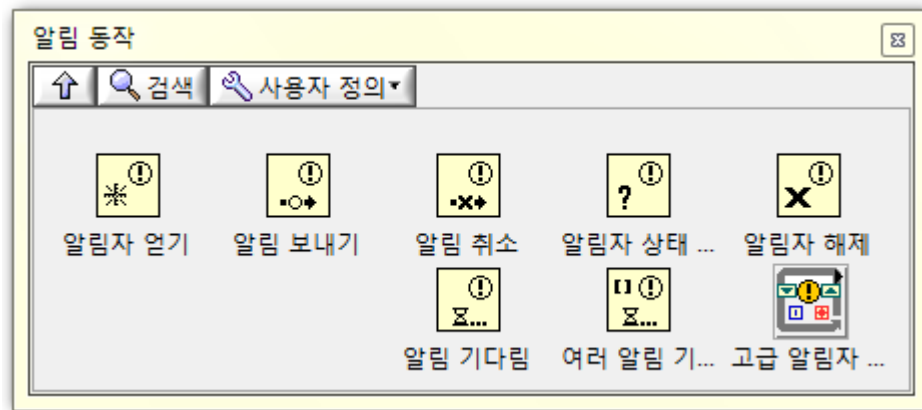 알림 동작
검색 사용자 정의
알림자 얻기 알림 보내기 알림 취소 알림자 상태 ... 알림자 해제
알림 기다림 여러 알림 기... 고급 알림자 ...